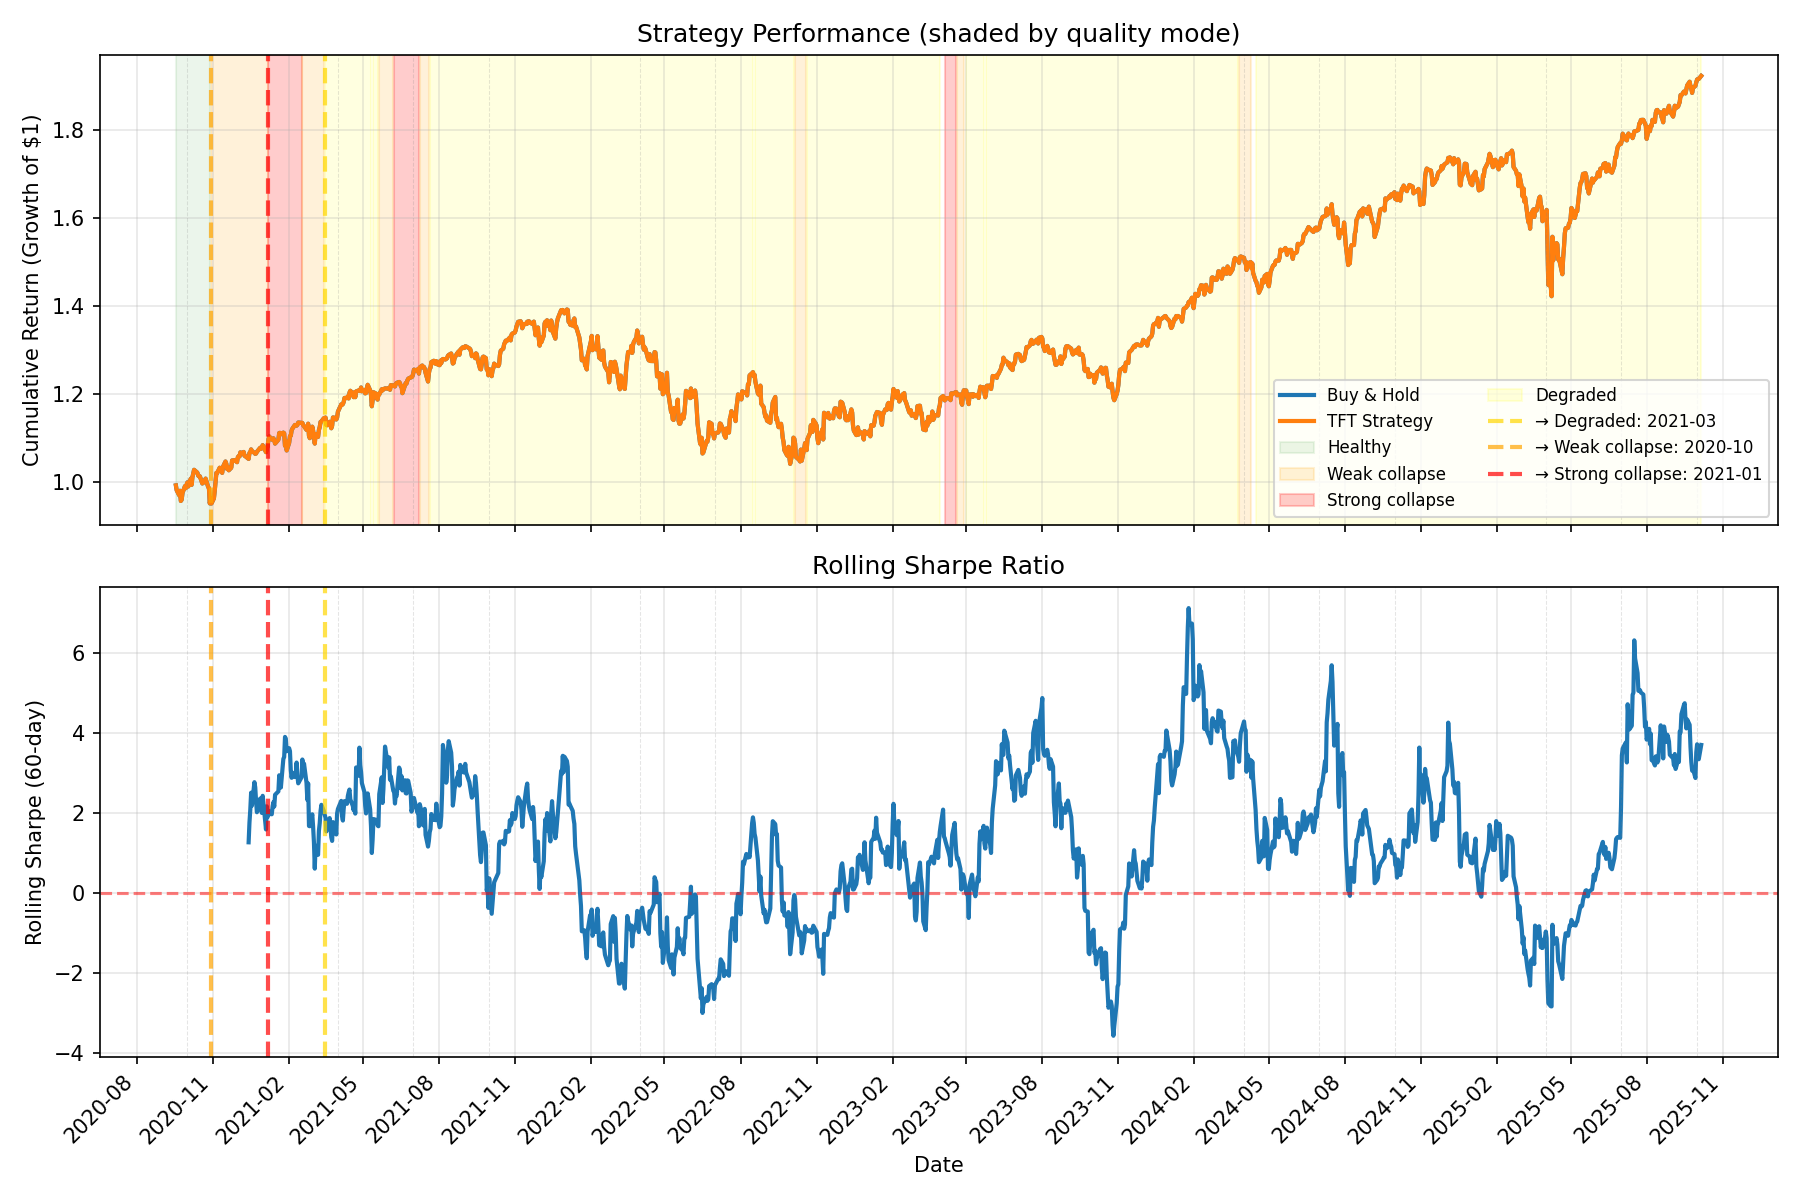 Strategy Performance (shaded by quality mode)
Cumulative Return (Growth of $1)
1.8
1.6
1.4
1.2
1.0
Buy & Hold
TFT Strategy
Healthy
Weak collapse
Strong collapse
Degraded
→ Degraded: 2021-03
→ Weak collapse: 2020-10
→ Strong collapse: 2021-01
Rolling Sharpe Ratio
Rolling Sharpe (60-day)
6
4
2
0
−2
−4
2020-08
2020-11
2021-02
2021-05
2021-08
2021-11
2022-02
2022-05
2022-08
2022-11
2023-02
2023-05
2023-08
2023-11
2024-02
2024-05
2024-08
2024-11
2025-02
2025-05
2025-08
2025-11
Date